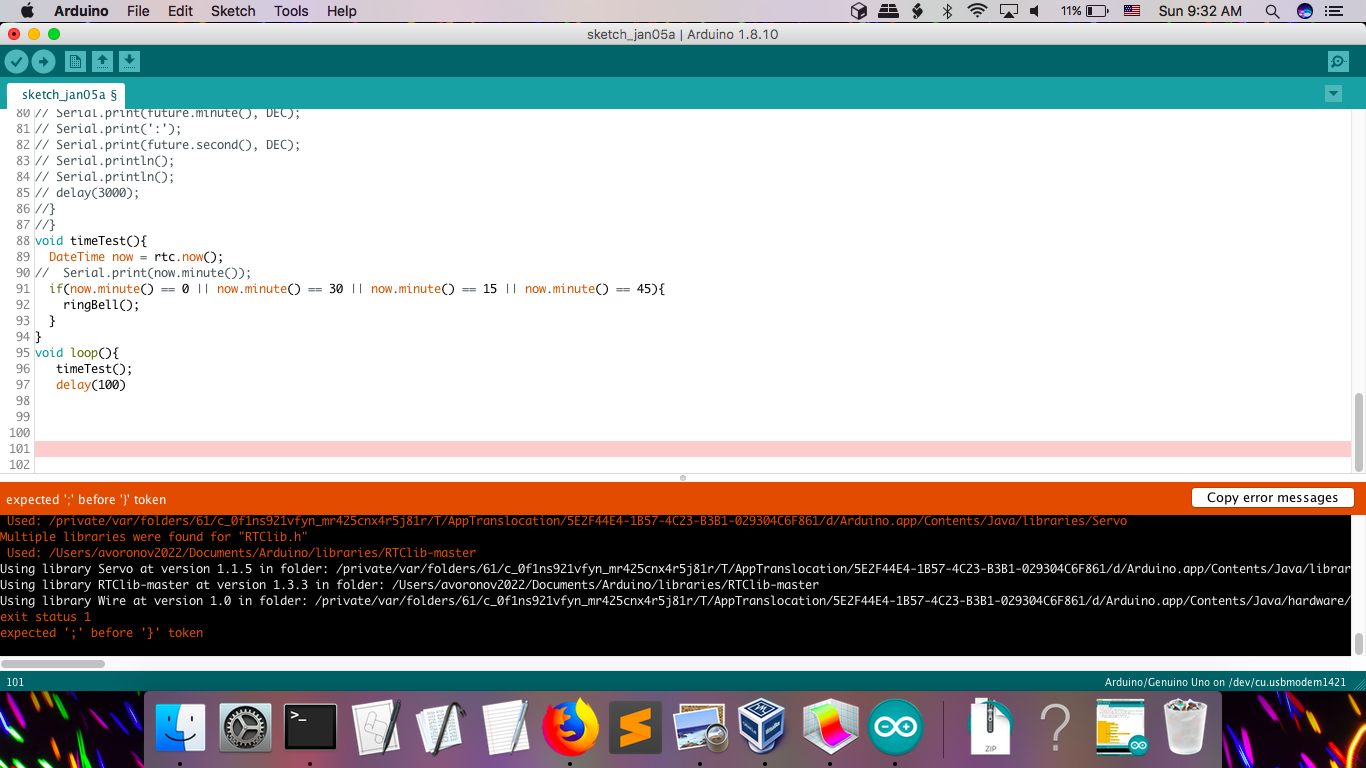 Arduino File Edit Sketch Tools Help 11% Sun 9:32 AM
sketch_jan05a | Arduino 1.8.10
sketch_jan05a §
80 // Serial.print(future.minute(), DEC);
81 // Serial.print(':');
82 // Serial.print(future.second(), DEC);
83 // Serial.println();
84 // Serial.println();
85 // delay(3000);
86 //}
87 //}
88 void timeTest(){
89 DateTime now = rtc.now();
90 // Serial.print(now.minute());
91 if(now.minute() == 0 || now.minute() == 30 || now.minute() == 15 || now.minute() == 45){
92 ringBell();
93 }
94 }
95 void loop(){
96 timeTest();
97 delay(100)
98
99
100
101
102
expected ';' before '}' token
Copy error messages
Used: /private/var/folders/61/c_0f1ns921vfyn_mr425cnx4r5j81r/T/AppTranslocation/5E2F44E4-1B57-4C23-B3B1-029304C6F861/d/Arduino.app/Contents/Java/libraries/Servo
Multiple libraries were found for "RTClib.h"
Used: /Users/avoronov2022/Documents/Arduino/libraries/RTClib-master
Using library Servo at version 1.1.5 in folder: /private/var/folders/61/c_0f1ns921vfyn_mr425cnx4r5j81r/T/AppTranslocation/5E2F44E4-1B57-4C23-B3B1-029304C6F861/d/Arduino.app/Contents/Java/librar
Using library RTClib-master at version 1.3.3 in folder: /Users/avoronov2022/Documents/Arduino/libraries/RTClib-master
Using library Wire at version 1.0 in folder: /private/var/folders/61/c_0f1ns921vfyn_mr425cnx4r5j81r/T/AppTranslocation/5E2F44E4-1B57-4C23-B3B1-029304C6F861/d/Arduino.app/Contents/Java/hardware/
exit status 1
expected ';' before '}' token
101
Arduino/Genuino Uno on /dev/cu.usbmodem1421
>_
ZIP